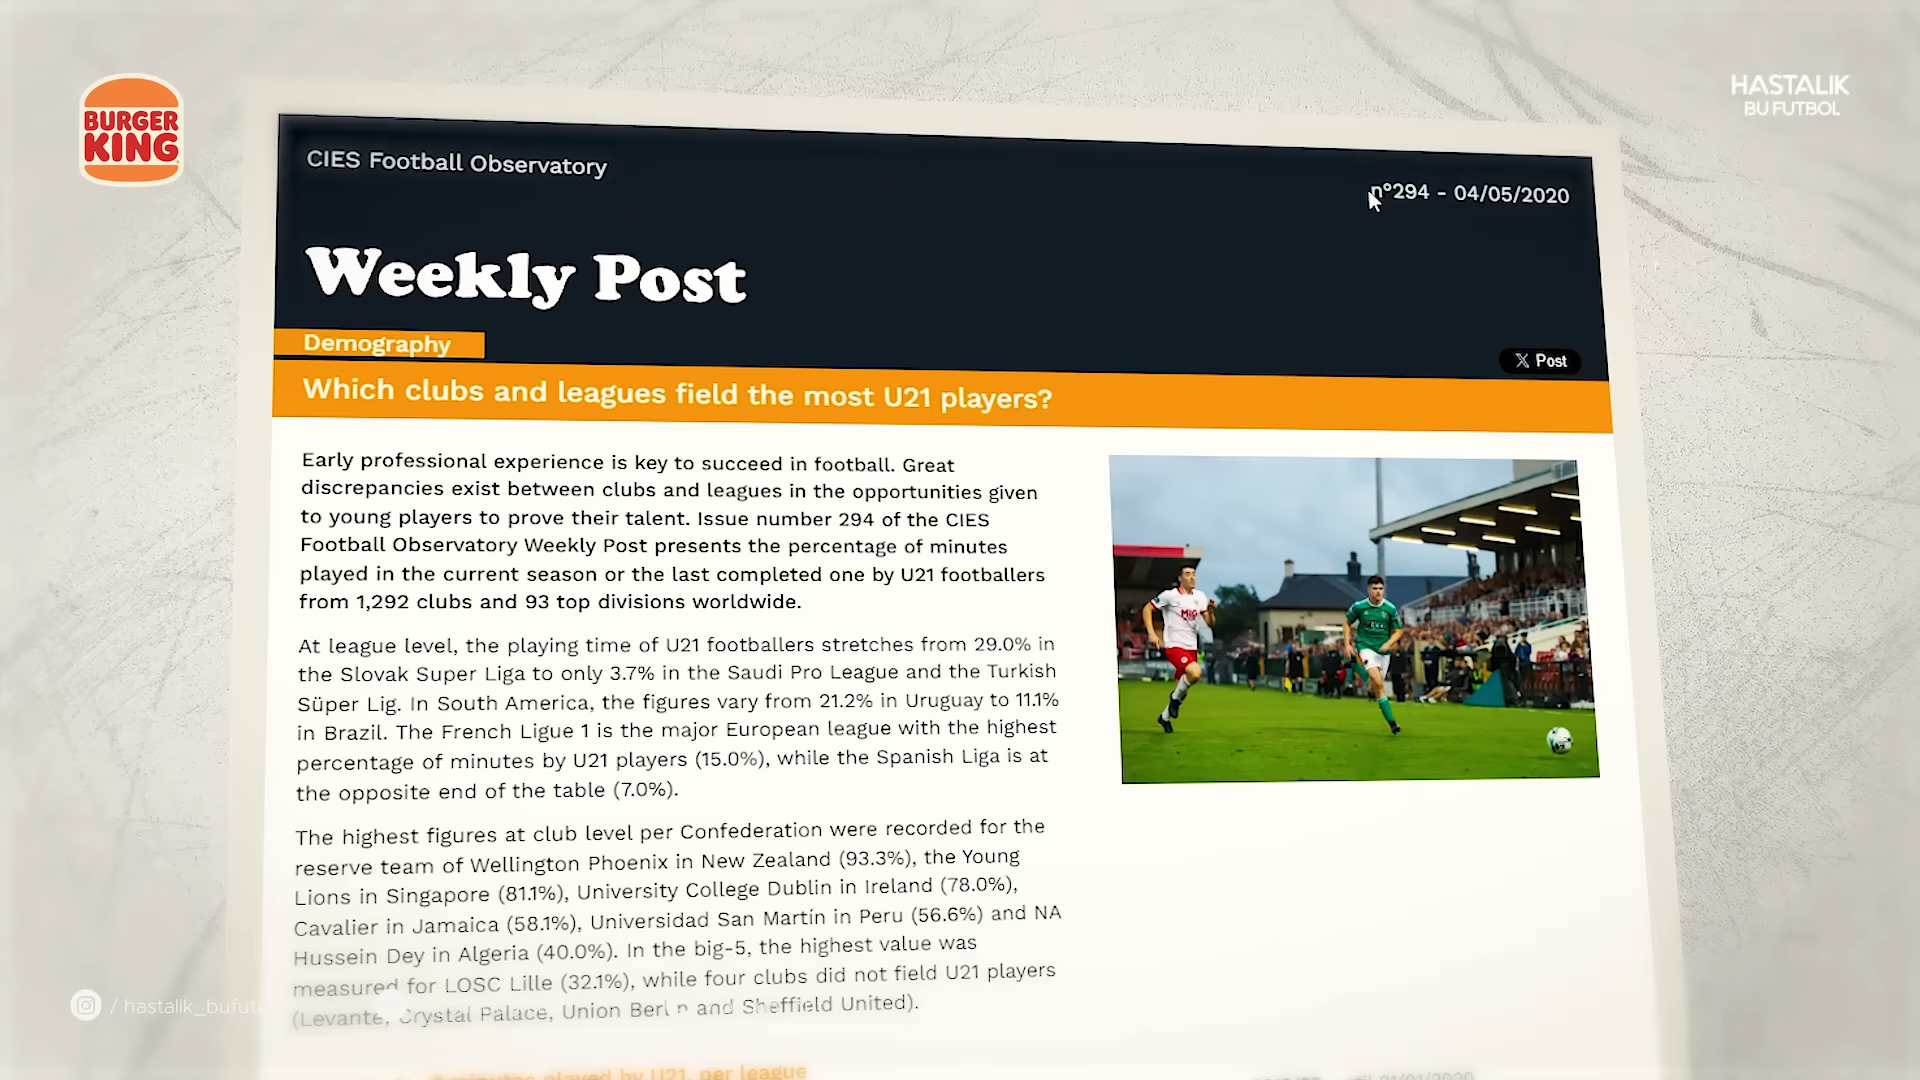 BURGER
KING
HASTALIK
BU FUTBOL
CIES Football Observatory
n°294 - 04/05/2020
Weekly Post
Demography
X Post
Which clubs and leagues field the most U21 players?
Early professional experience is key to succeed in football. Great
discrepancies exist between clubs and leagues in the opportunities given
to young players to prove their talent. Issue number 294 of the CIES
Football Observatory Weekly Post presents the percentage of minutes
played in the current season or the last completed one by U21 footballers
from 1,292 clubs and 93 top divisions worldwide.
At league level, the playing time of U21 footballers stretches from 29.0% in
the Slovak Super Liga to only 3.7% in the Saudi Pro League and the Turkish
Süper Lig. In South America, the figures vary from 21.2% in Uruguay to 11.1%
in Brazil. The French Ligue 1 is the major European league with the highest
percentage of minutes by U21 players (15.0%), while the Spanish Liga is at
the opposite end of the table (7.0%).
The highest figures at club level per Confederation were recorded for the
reserve team of Wellington Phoenix in New Zealand (93.3%), the Young
Lions in Singapore (81.1%), University College Dublin in Ireland (78.0%),
Cavalier in Jamaica (58.1%), Universidad San Martín in Peru (56.6%) and NA
Hussein Dey in Algeria (40.0%). In the big-5, the highest value was
measured for LOSC Lille (32.1%), while four clubs did not field U21 players
(Levante, Crystal Palace, Union Berlin and Sheffield United).
minutes played by U21, per league